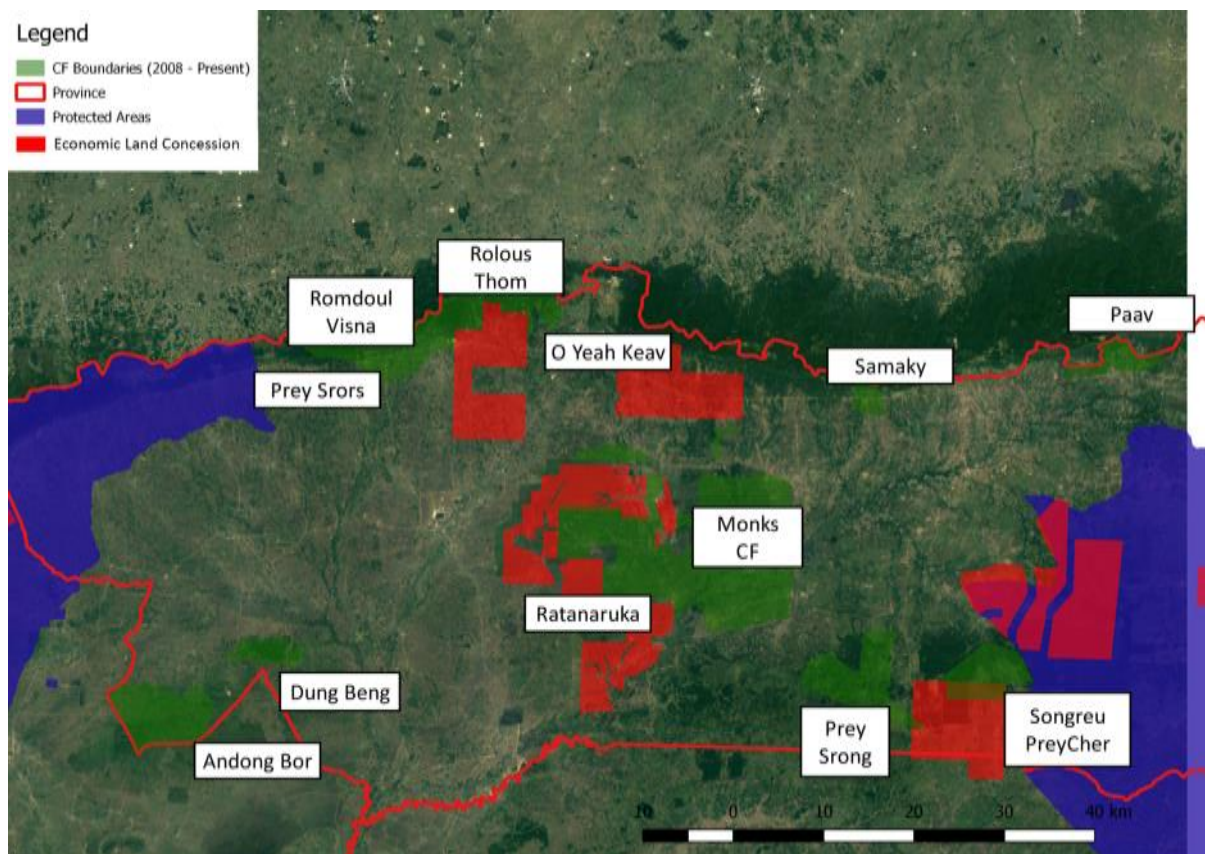 Legend
CF Boundaries (2008 - Present)
Province
Protected Areas
Economic Land Concession
Rolous
Thom
Romdoul
Visna
Paav
O Yeah Keav
Samaky
Prey Srors
Monks
CF
Ratanaruka
Dung Beng
Songreu
PreyCher
Prey
Srong
Andong Bor
10 0 10 20 30 40 km